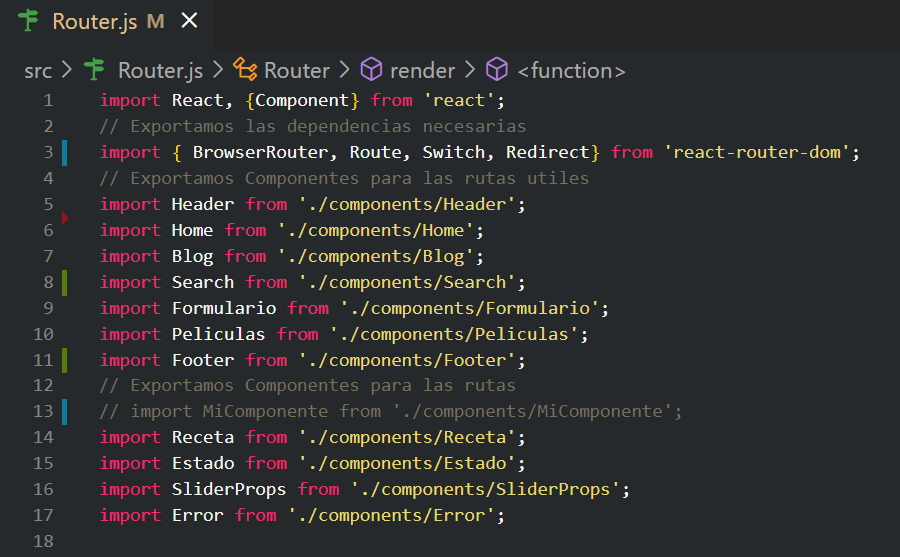 Router.js M
src > Router.js > Router > render > <function>
1 import React, {Component} from 'react';
2 // Exportamos las dependencias necesarias
3 import { BrowserRouter, Route, Switch, Redirect} from 'react-router-dom';
4 // Exportamos Componentes para las rutas utiles
5 import Header from './components/Header';
6 import Home from './components/Home';
7 import Blog from './components/Blog';
8 import Search from './components/Search';
9 import Formulario from './components/Formulario';
10 import Peliculas from './components/Peliculas';
11 import Footer from './components/Footer';
12 // Exportamos Componentes para las rutas
13 // import MiComponente from './components/MiComponente';
14 import Receta from './components/Receta';
15 import Estado from './components/Estado';
16 import SliderProps from './components/SliderProps';
17 import Error from './components/Error';
18